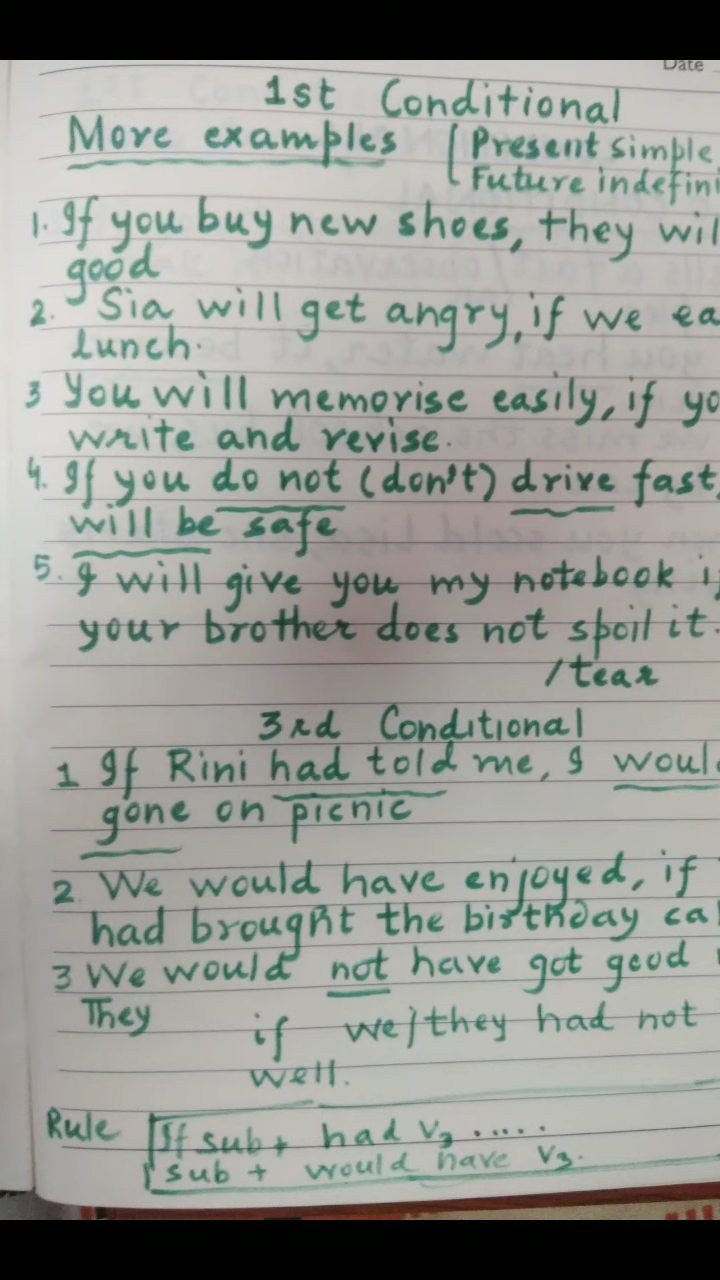 Date
1st Conditional
More examples [Present simple
Future indefini
1. If you buy new shoes, they wil
good
2. Sia will get angry, if we ea
lunch.
3 You will memorise easily, if yo
write and revise.
4. If you do not (don't) drive fast,
will be safe
5. I will give you my notebook if
your brother does not spoil it.
/tear
3rd Conditional
1 If Rini had told me, I would
gone on picnic
2. We would have enjoyed, if
had brought the birthday ca
3 We would not have got good
They if we/they had not
well.
Rule If sub + had V3 .....
sub + would have V3.